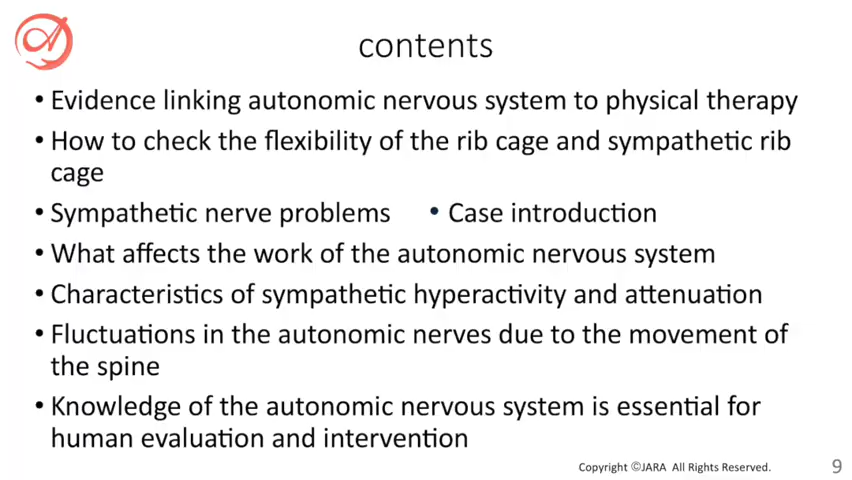 contents
• Evidence linking autonomic nervous system to physical therapy
• How to check the flexibility of the rib cage and sympathetic rib
cage
• Sympathetic nerve problems • Case introduction
• What affects the work of the autonomic nervous system
• Characteristics of sympathetic hyperactivity and attenuation
• Fluctuations in the autonomic nerves due to the movement of
the spine
• Knowledge of the autonomic nervous system is essential for
human evaluation and intervention
Copyright ©JARA All Rights Reserved.
9